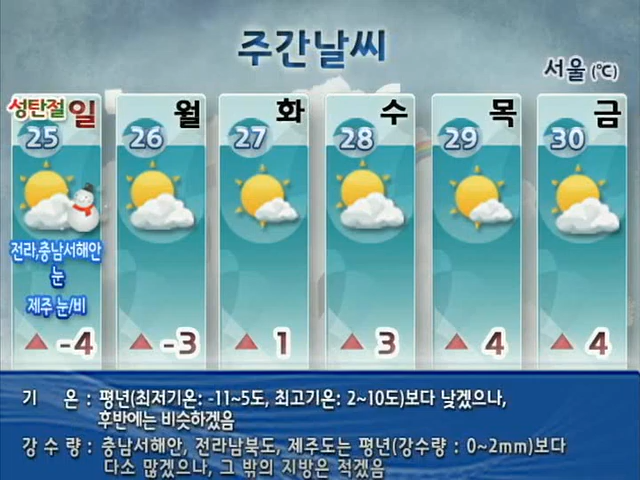 주간날씨
서울 (℃)
성탄절 일 월 화 수 목 금
25 26 27 28 29 30
전라,충남서해안
눈
제주 눈/비
-4 -3 1 3 4 4
기 온 : 평년(최저기온: -11~5도, 최고기온: 2~10도)보다 낮겠으나,
후반에는 비슷하겠음
강 수 량 : 충남서해안, 전라남북도, 제주도는 평년(강수량 : 0~2mm)보다
다소 많겠으나, 그 밖의 지방은 적겠음